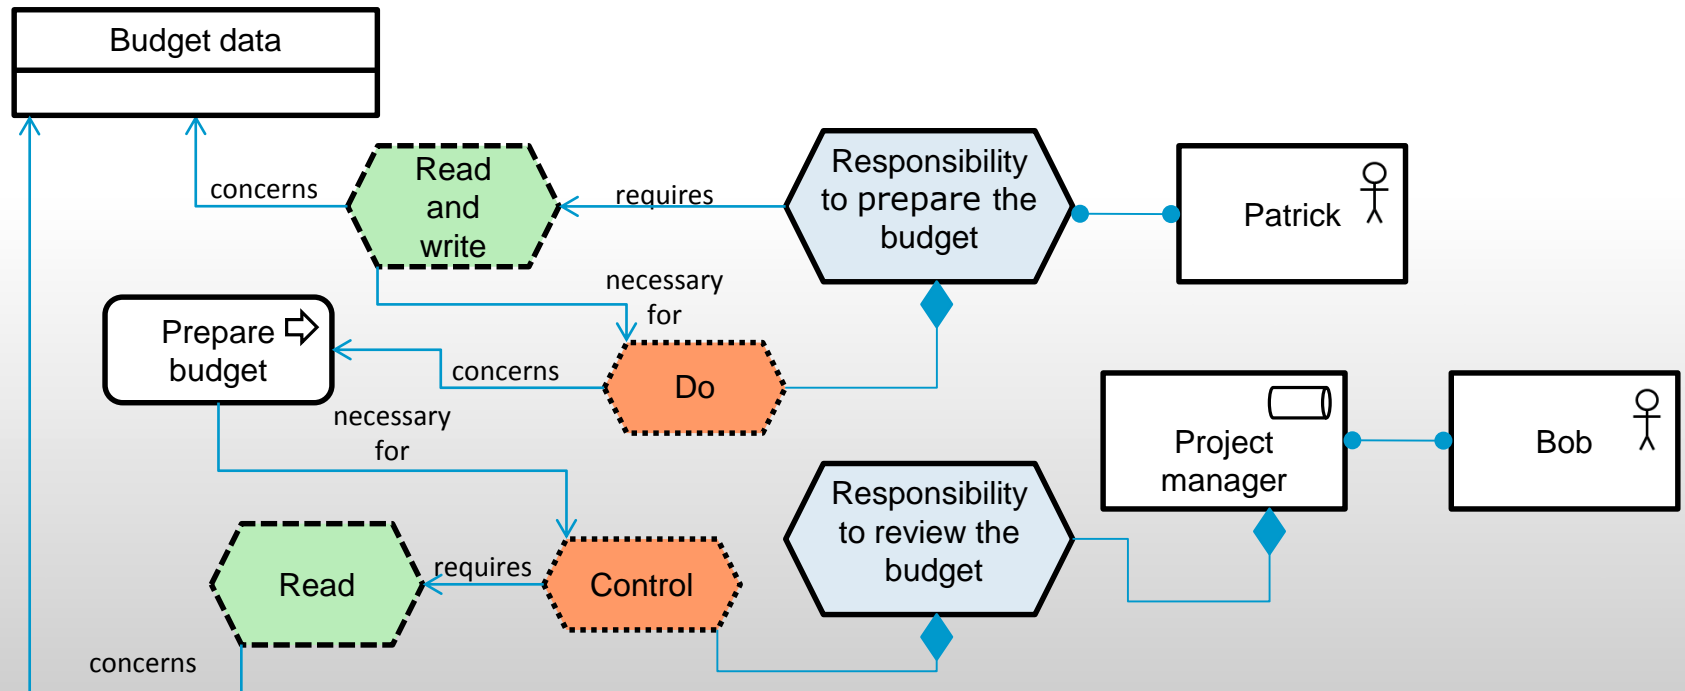 Budget data
concerns
Read
and
write
requires
Responsibility
to prepare the
budget
Patrick
necessary
for
Prepare
budget
concerns
Do
necessary
for
Project
manager
Bob
Responsibility
to review the
budget
Read
requires
Control
concerns